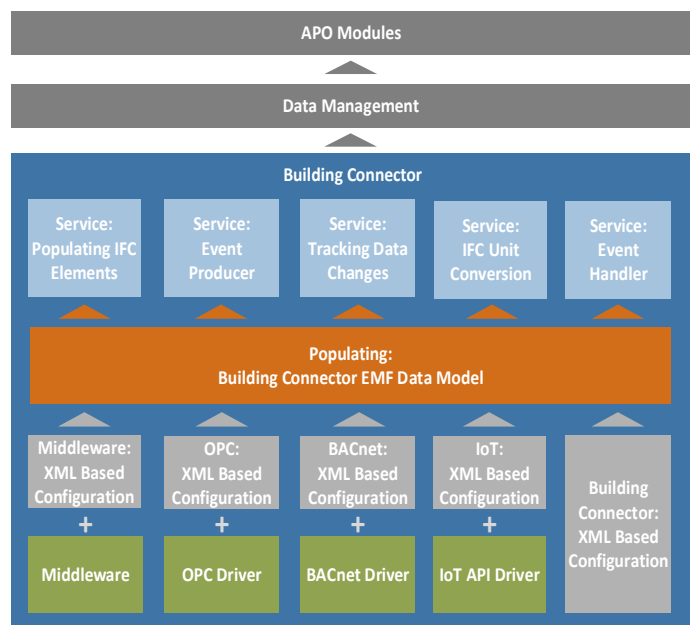 APO Modules
Data Management
Building Connector
Service:
Populating IFC
Elements
Service:
Event
Producer
Service:
Tracking Data
Changes
Service:
IFC Unit
Conversion
Service:
Event
Handler
Populating:
Building Connector EMF Data Model
Middleware:
XML Based
Configuration
OPC:
XML Based
Configuration
BACnet:
XML Based
Configuration
IoT:
XML Based
Configuration
Building
Connector:
XML Based
Configuration
+
+
+
+
Middleware
OPC Driver
BACnet Driver
IoT API Driver